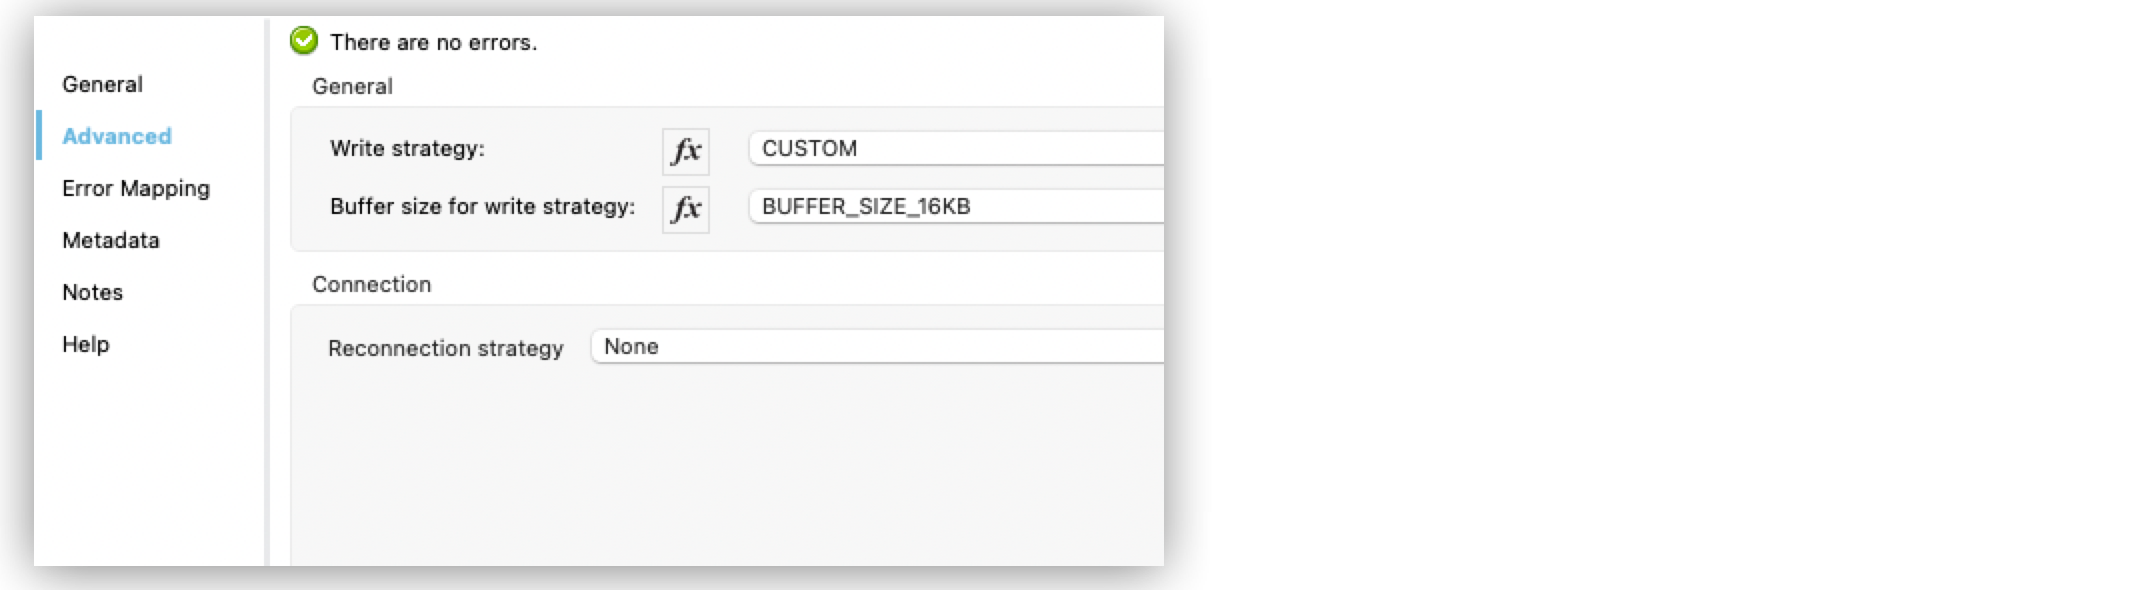 There are no errors.
General
Advanced
Error Mapping
Metadata
Notes
Help
General
Write strategy: fx CUSTOM
Buffer size for write strategy: fx BUFFER_SIZE_16KB
Connection
Reconnection strategy None